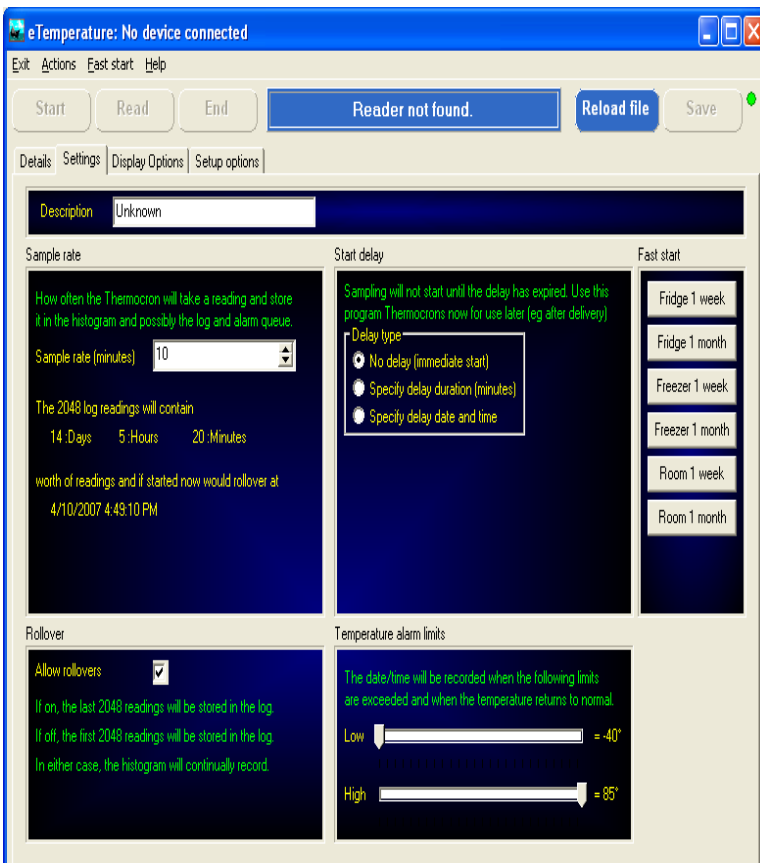 eTemperature: No device connected
Exit Actions Fast start Help
Start Read End Reader not found. Reload file Save
Details Settings Display Options Setup options
Description Unknown
Sample rate
How often the Thermocron will take a reading and store
it in the histogram and possibly the log and alarm queue.
Sample rate (minutes) 10
The 2048 log readings will contain
14 :Days 5 :Hours 20 :Minutes
worth of readings and if started now would rollover at
4/10/2007 4:49:10 PM
Start delay
Sampling will not start until the delay has expired. Use this
program Thermocrons now for use later (eg after delivery)
Delay type
No delay (immediate start)
Specify delay duration (minutes)
Specify delay date and time
Fast start
Fridge 1 week
Fridge 1 month
Freezer 1 week
Freezer 1 month
Room 1 week
Room 1 month
Rollover
Allow rollovers
If on, the last 2048 readings will be stored in the log.
If off, the first 2048 readings will be stored in the log.
In either case, the histogram will continually record.
Temperature alarm limits
The date/time will be recorded when the following limits
are exceeded and when the temperature returns to normal.
Low = -40°
High = 85°